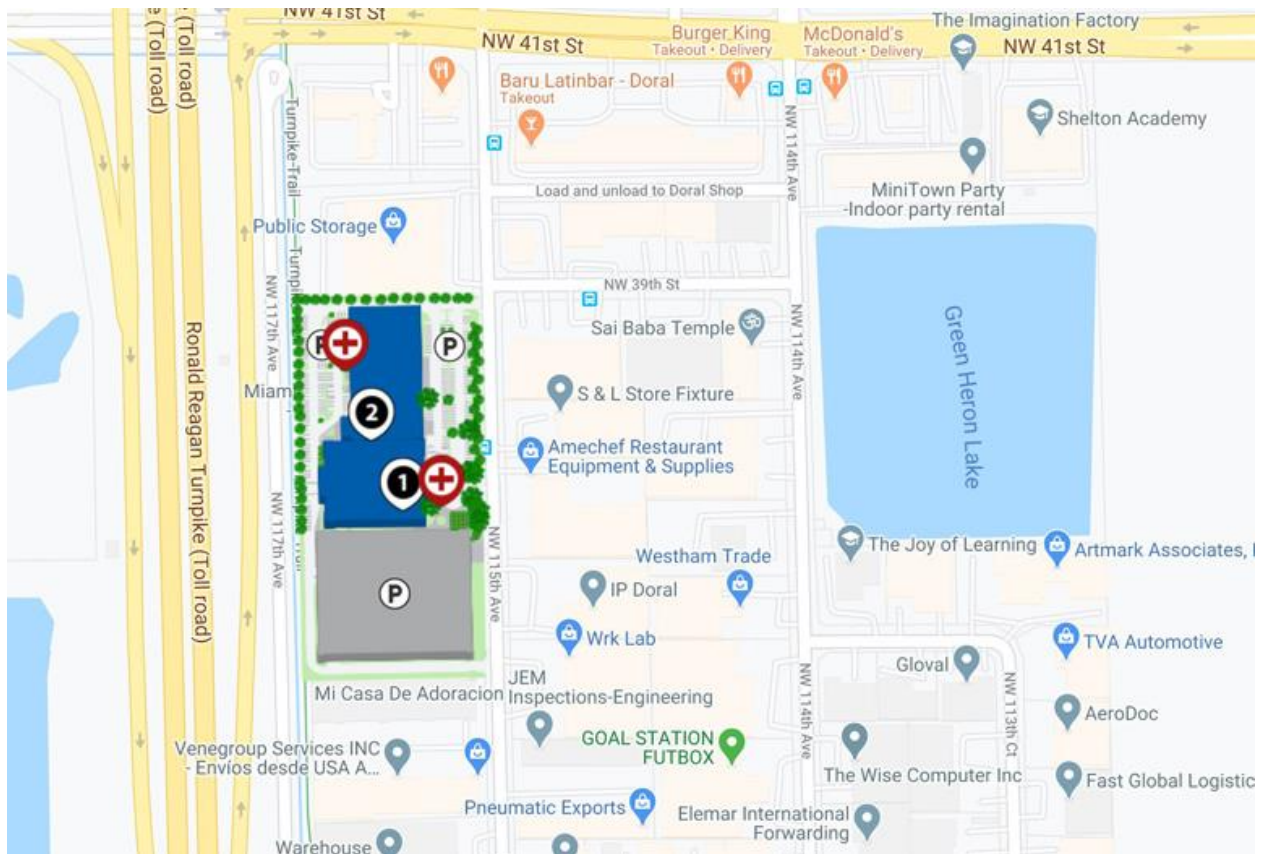 NW 41st St
NW 41st St
Burger King
Takeout • Delivery
McDonald's
Takeout • Delivery
The Imagination Factory
NW 41st St
(Toll road)
(Toll road)
Baru Latinbar - Doral
Takeout
Shelton Academy
Turnpike-Trail
NW 114th Ave
MiniTown Party
-Indoor party rental
Load and unload to Doral Shop
Public Storage
NW 39th St
NW 117th Ave
Sai Baba Temple
NW 114th Ave
Green Heron Lake
Ronald Reagan Turnpike (Toll road)
P
P
Miam
2
S & L Store Fixture
Amechef Restaurant
Equipment & Supplies
1
NW 117th Ave
NW 115th Ave
The Joy of Learning
Artmark Associates,
Westham Trade
IP Doral
P
Wrk Lab
TVA Automotive
Gloval
Mi Casa De Adoracion
JEM
Inspections-Engineering
NW 114th Ave
NW 113th Ct
AeroDoc
GOAL STATION
FUTBOX
Venegroup Services INC
- Envíos desde USA A...
The Wise Computer Inc
Fast Global Logistic
Pneumatic Exports
Elemar International
Forwarding
Warehouse